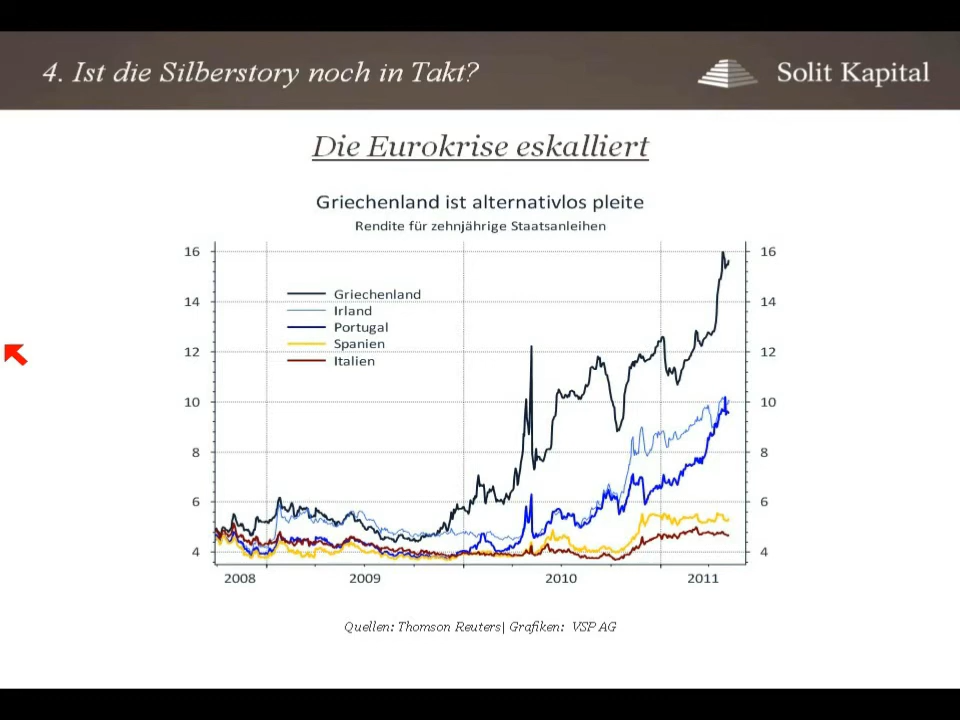 4. Ist die Silberstory noch in Takt?
Solit Kapital
Die Eurokrise eskalliert
Griechenland ist alternativlos pleite
Rendite für zehnjährige Staatsanleihen
16 16
14 14
12 12
10 10
8 8
6 6
4 4
Griechenland
Irland
Portugal
Spanien
Italien
2008 2009 2010 2011
Quellen: Thomson Reuters| Grafiken: VSP AG